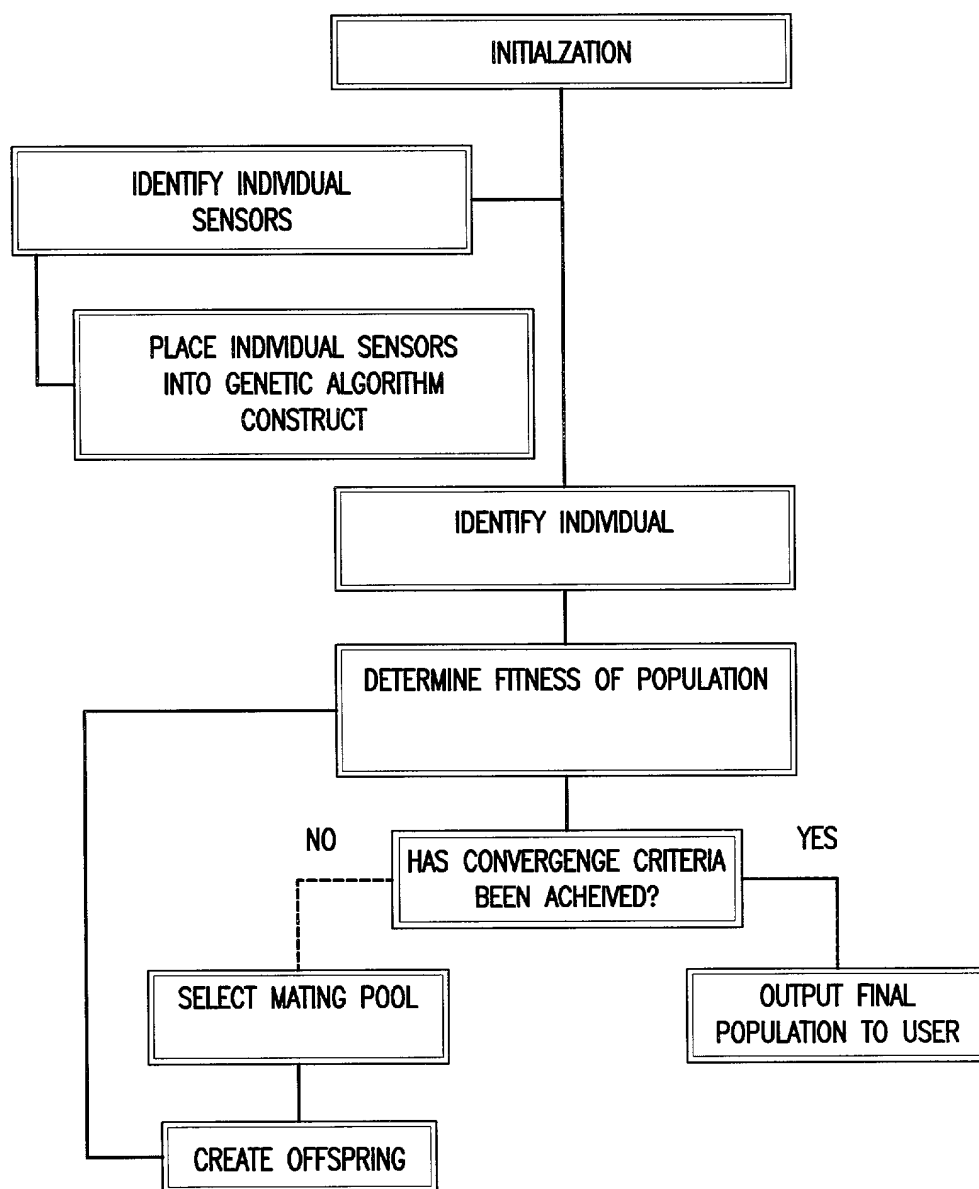 INITIALZATION
IDENTIFY INDIVIDUAL
SENSORS
PLACE INDIVIDUAL SENSORS
INTO GENETIC ALGORITHM
CONSTRUCT
IDENTIFY INDIVIDUAL
DETERMINE FITNESS OF POPULATION
NO
HAS CONVERGENGE CRITERIA
BEEN ACHEIVED?
YES
SELECT MATING POOL
OUTPUT FINAL
POPULATION TO USER
CREATE OFFSPRING